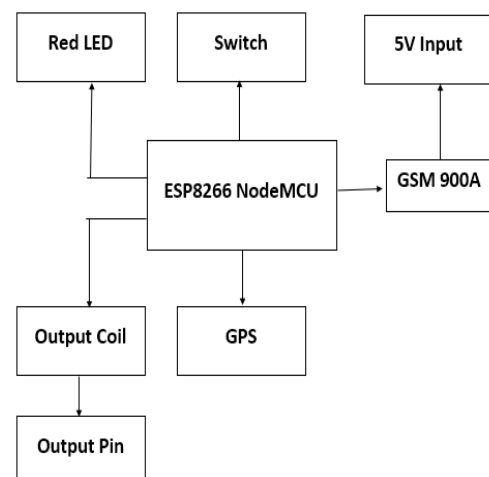 Red LED
Switch
5V Input
ESP8266 NodeMCU
GSM 900A
Output Coil
GPS
Output Pin